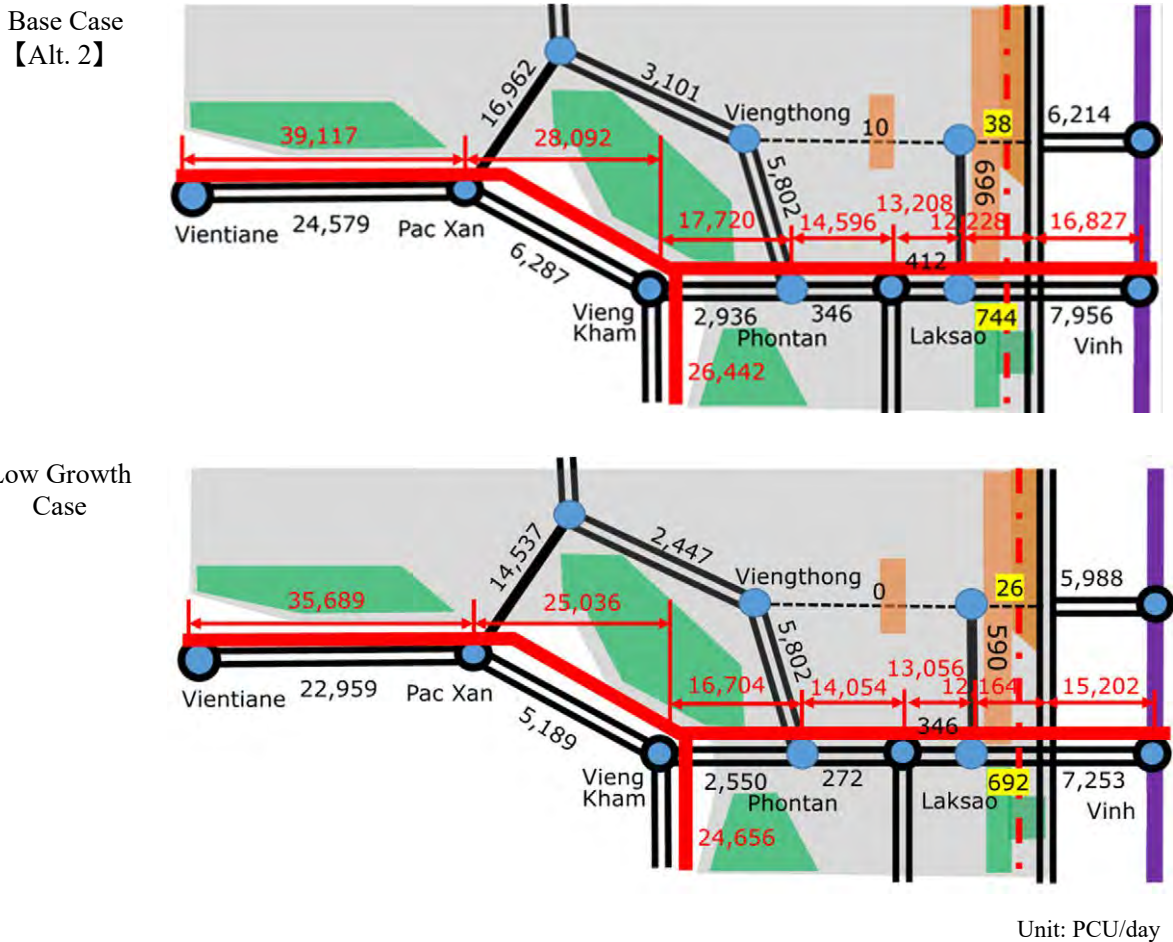 Base Case
【Alt. 2】
16,962
3,101
Viengthong
10
38
6,214
39,117
28,092
5,802
696
17,720
14,596
13,208
12,228
16,827
Vientiane
24,579
Pac Xan
6,287
412
Vieng
Kham
2,936
346
Phontan
Laksao
744
7,956
Vinh
26,442
Low Growth
Case
14,537
2,447
Viengthong
0
26
5,988
35,689
25,036
5,802
590
16,704
14,054
13,056
12,164
15,202
Vientiane
22,959
Pac Xan
5,189
346
Vieng
Kham
2,550
272
Phontan
Laksao
692
7,253
Vinh
24,656
Unit: PCU/day